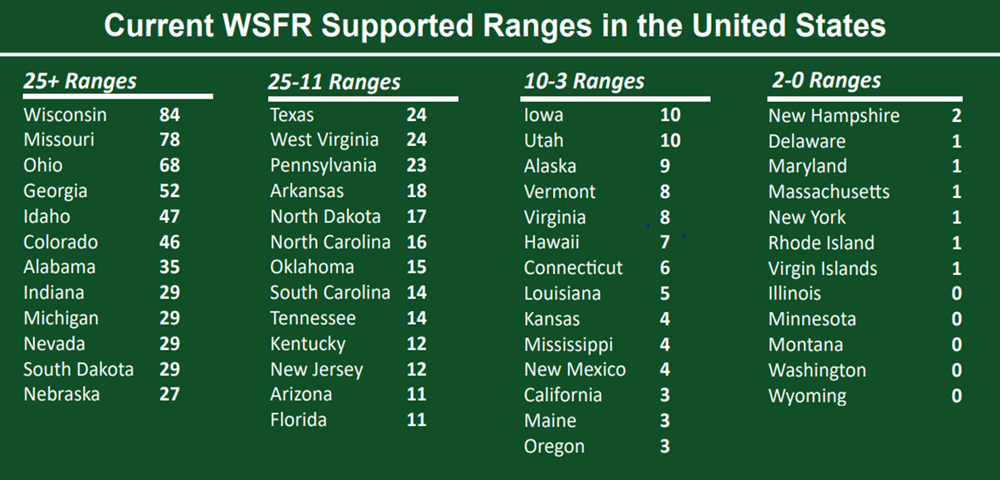 Current WSFR Supported Ranges in the United States
25+ Ranges
Wisconsin 84
Missouri 78
Ohio 68
Georgia 52
Idaho 47
Colorado 46
Alabama 35
Indiana 29
Michigan 29
Nevada 29
South Dakota 29
Nebraska 27
25-11 Ranges
Texas 24
West Virginia 24
Pennsylvania 23
Arkansas 18
North Dakota 17
North Carolina 16
Oklahoma 15
South Carolina 14
Tennessee 14
Kentucky 12
New Jersey 12
Arizona 11
Florida 11
10-3 Ranges
Iowa 10
Utah 10
Alaska 9
Vermont 8
Virginia 8
Hawaii 7
Connecticut 6
Louisiana 5
Kansas 4
Mississippi 4
New Mexico 4
California 3
Maine 3
Oregon 3
2-0 Ranges
New Hampshire 2
Delaware 1
Maryland 1
Massachusetts 1
New York 1
Rhode Island 1
Virgin Islands 1
Illinois 0
Minnesota 0
Montana 0
Washington 0
Wyoming 0